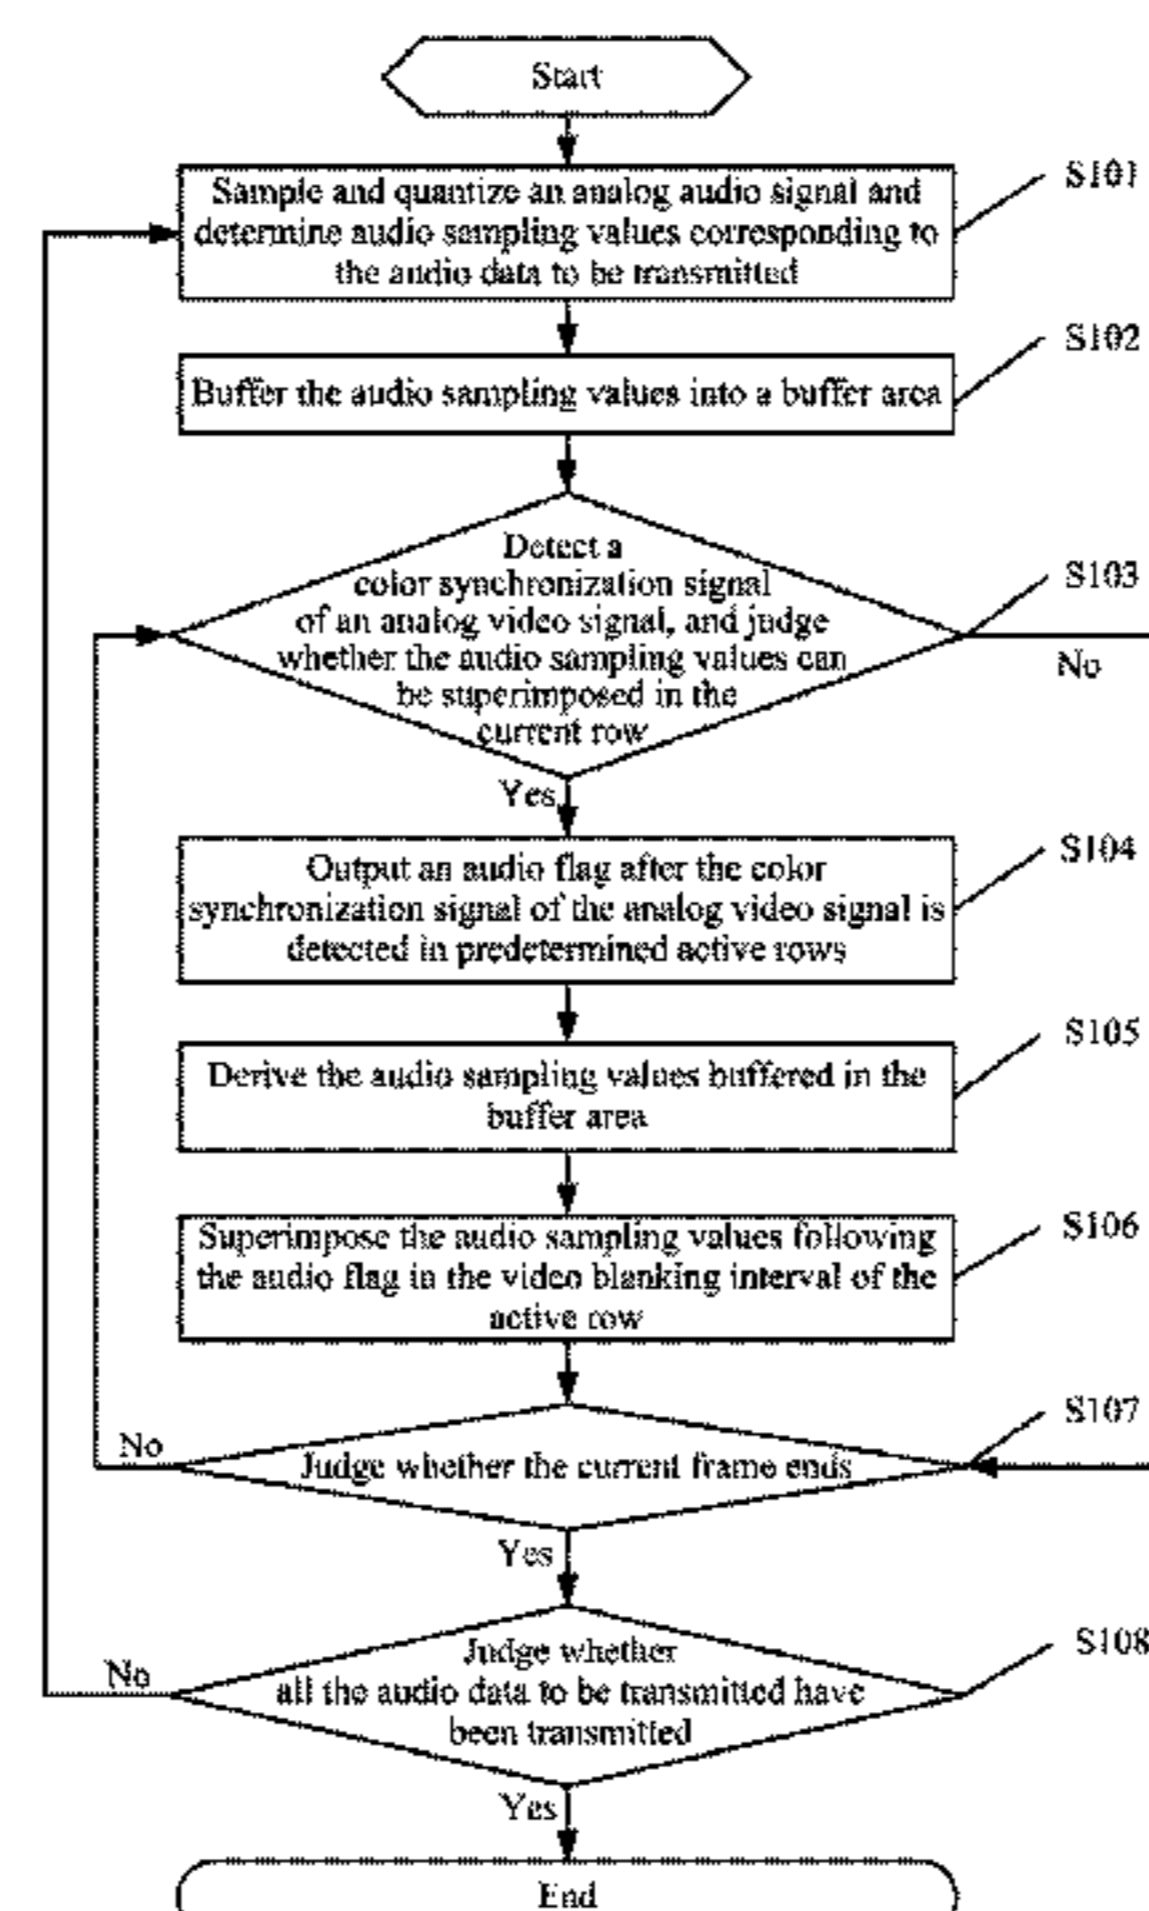 Start
Sample and quantize an analog audio signal and
determine audio sampling values corresponding to
the audio data to be transmitted
S101
Buffer the audio sampling values into a buffer area
S102
Detect a
color synchronization signal
of an analog video signal, and judge
whether the audio sampling values can
be superimposed in the
current row
S103
No
Yes
Output an audio flag after the color
synchronization signal of the analog video signal is
detected in predetermined active rows
S104
Derive the audio sampling values buffered in the
buffer area
S105
Superimpose the audio sampling values following
the audio flag in the video blanking interval of the
active row
S106
Judge whether the current frame ends
S107
No
Yes
Judge whether
all the audio data to be transmitted have
been transmitted
S108
No
Yes
End